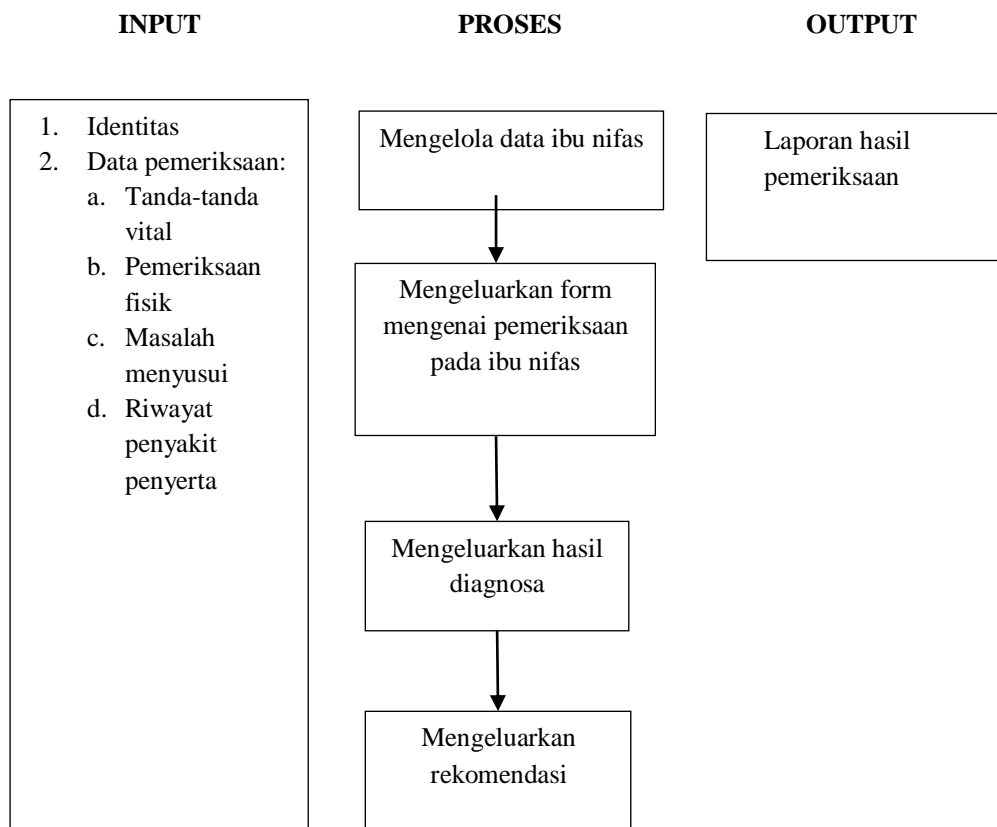 INPUT
PROSES
OUTPUT
1. Identitas
2. Data pemeriksaan:
a. Tanda-tanda
vital
b. Pemeriksaan
fisik
c. Masalah
menyusui
d. Riwayat
penyakit
penyerta
Mengelola data ibu nifas
Mengeluarkan form
mengenai pemeriksaan
pada ibu nifas
Mengeluarkan hasil
diagnosa
Mengeluarkan
rekomendasi
Laporan hasil
pemeriksaan